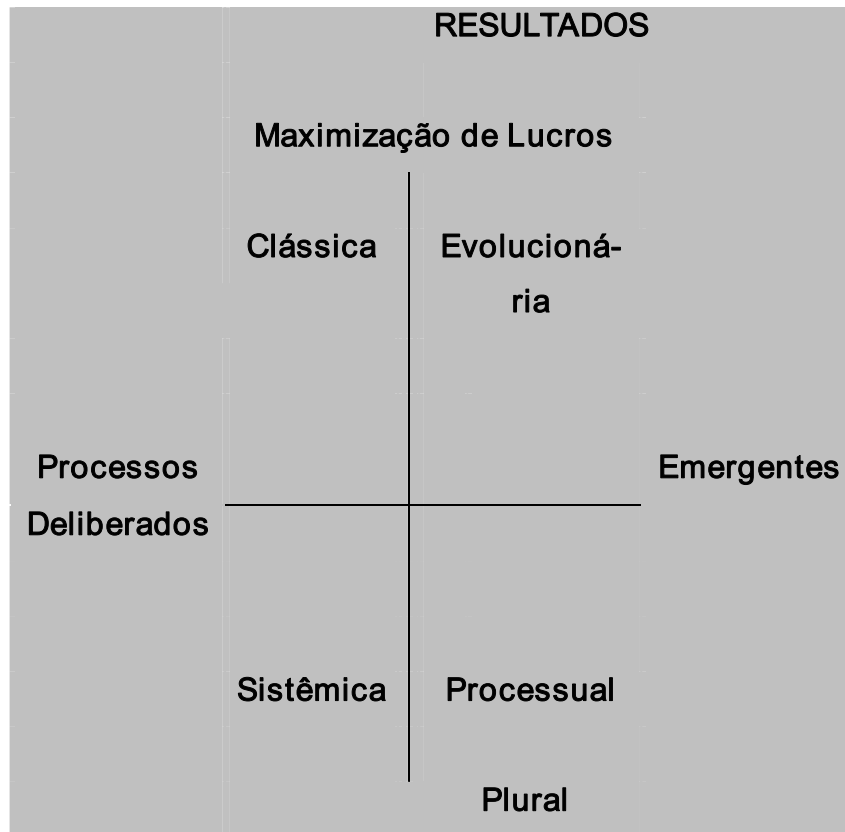 RESULTADOS
Maximização de Lucros
Clássica
Evolucioná-
ria
Processos
Deliberados
Emergentes
Sistêmica
Processual
Plural